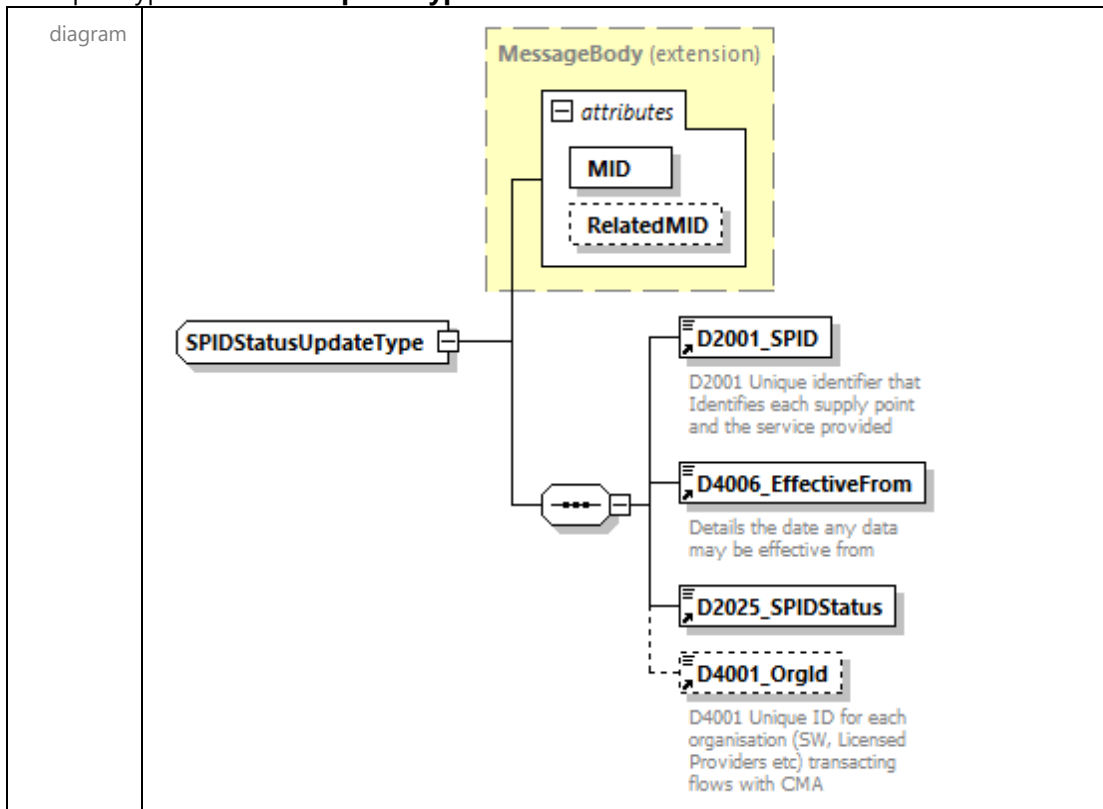 diagram
MessageBody (extension)
attributes
MID
RelatedMID
SPIDStatusUpdateType
D2001_SPID
D2001 Unique identifier that
Identifies each supply point
and the service provided
D4006_EffectiveFrom
Details the date any data
may be effective from
D2025_SPIDStatus
D4001_OrgId
D4001 Unique ID for each
organisation (SW, Licensed
Providers etc) transacting
flows with CMA